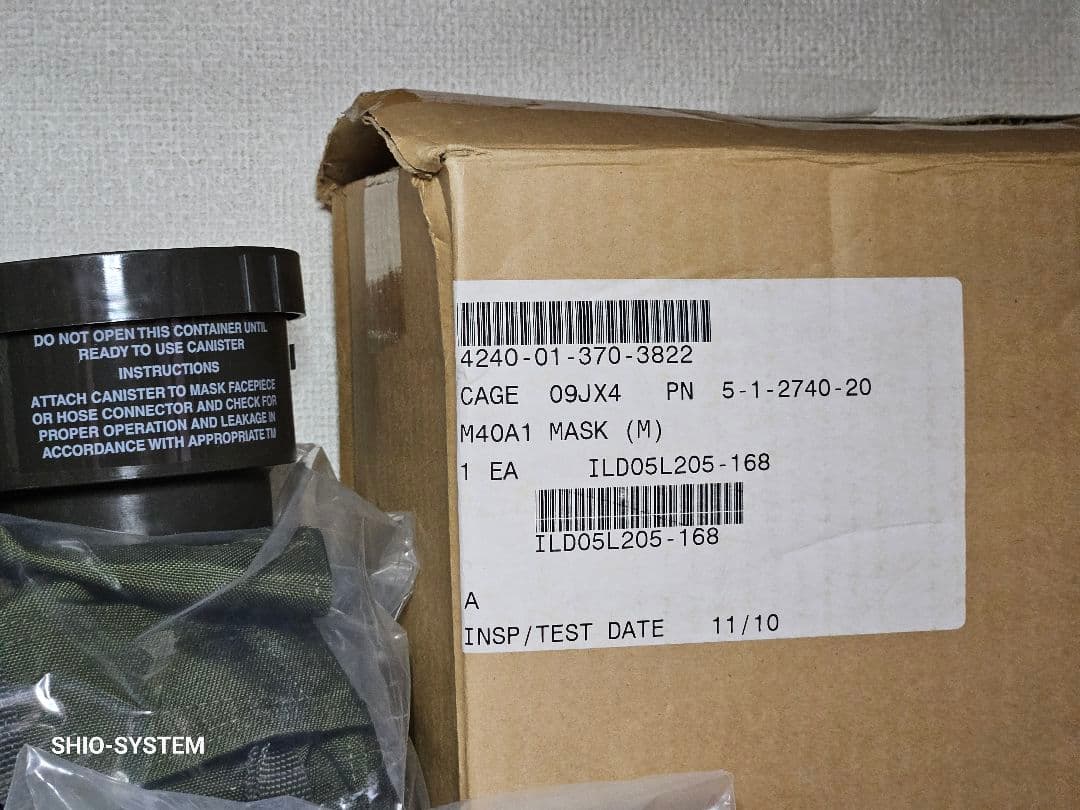 DO NOT OPEN THIS CONTAINER UNTIL
READY TO USE CANISTER
INSTRUCTIONS
ATTACH CANISTER TO MASK FACEPIECE
OR HOSE CONNECTOR AND CHECK FOR
PROPER OPERATION AND LEAKAGE IN
ACCORDANCE WITH APPROPRIATE TM
4240-01-370-3822
CAGE 09JX4 PN 5-1-2740-20
M40A1 MASK (M)
1 EA ILD05L205-168
ILD05L205-168
A
INSP/TEST DATE 11/10
SHIO-SYSTEM